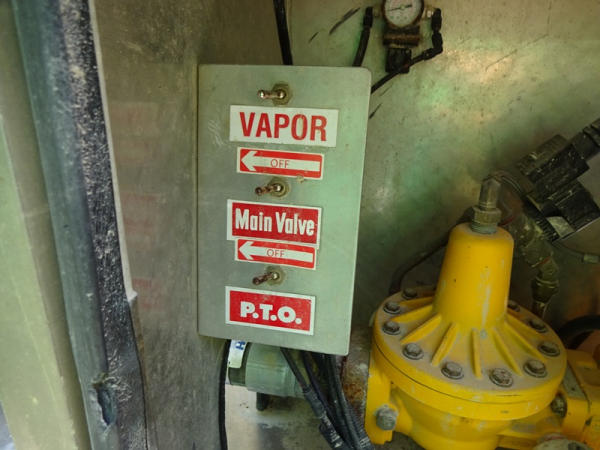 VAPOR
OFF
Main Valve
OFF
P.T.O.